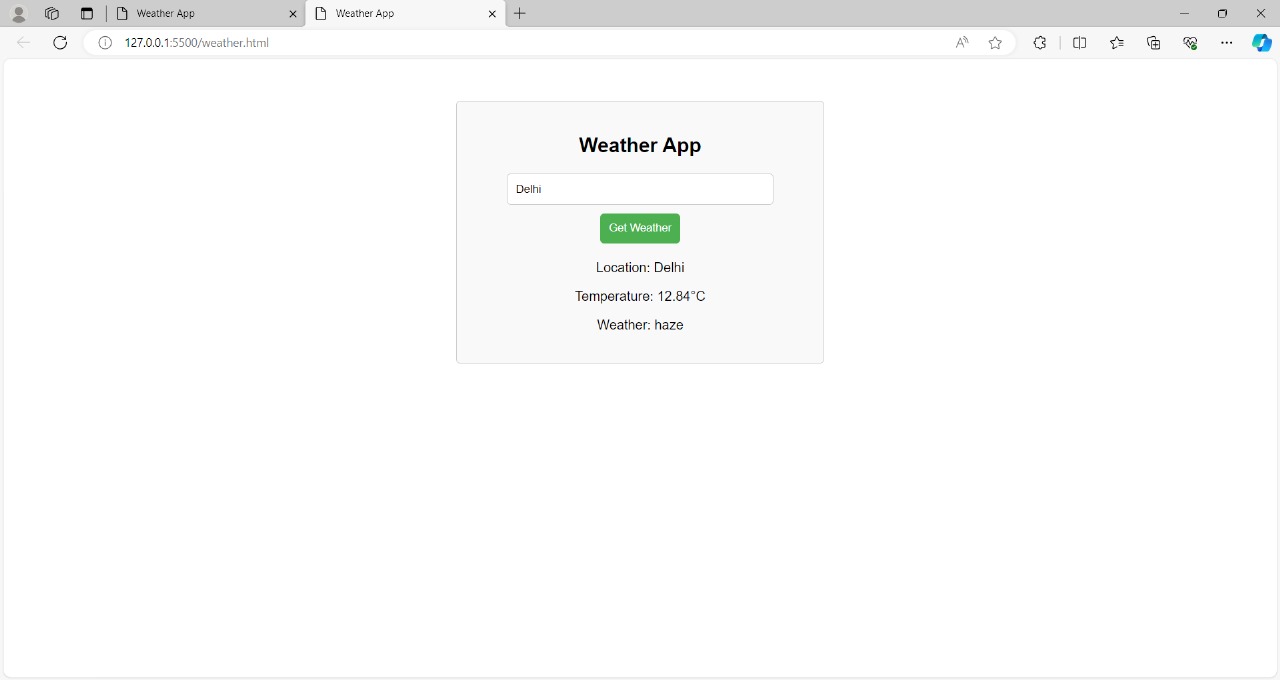 Weather App
Weather App
127.0.0.1:5500/weather.html
Weather App
Delhi
Get Weather
Location: Delhi
Temperature: 12.84°C
Weather: haze